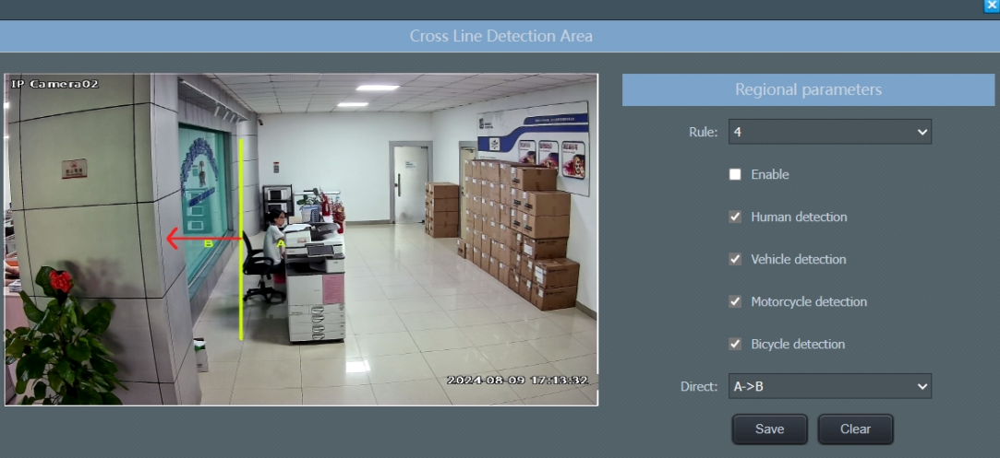 Cross Line Detection Area
IP Camera02
B
A
2024-08-09 17:13:32
Regional parameters
Rule: 4
Enable
Human detection
Vehicle detection
Motorcycle detection
Bicycle detection
Direct: A->B
Save Clear